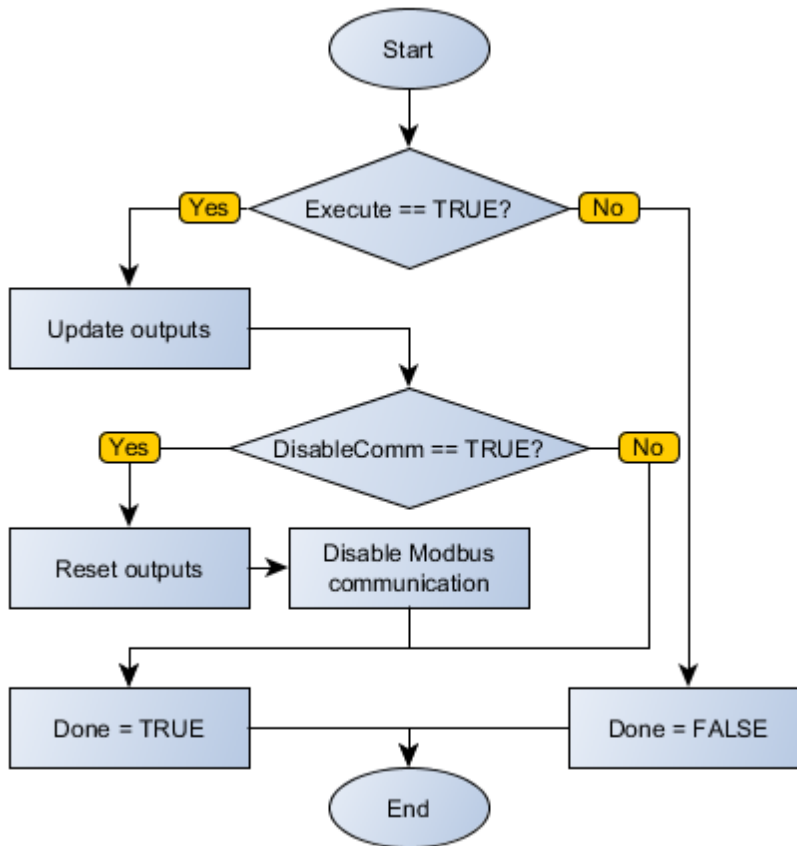 Start
Execute == TRUE?
Yes
No
Update outputs
DisableComm == TRUE?
Yes
No
Reset outputs
Disable Modbus
communication
Done = TRUE
Done = FALSE
End